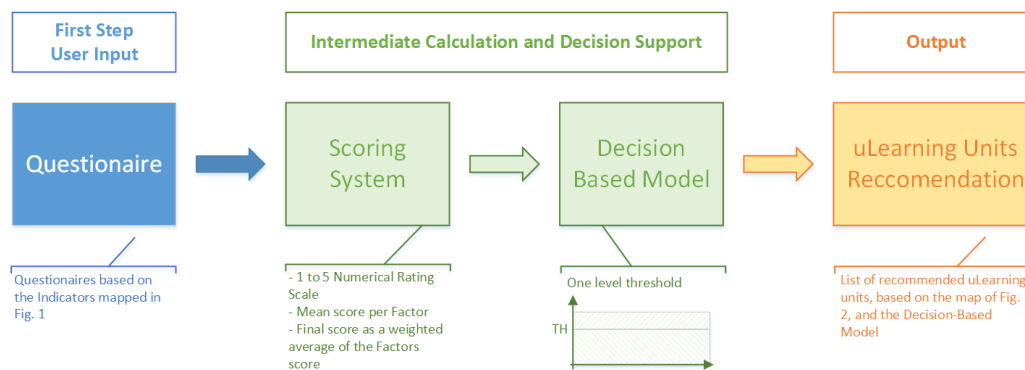 First Step
User Input
Intermediate Calculation and Decision Support
Output
Questionaire
Scoring
System
Decision
Based Model
uLearning Units
Reccomendation
Questionaires based on
the Indicators mapped in
Fig. 1
- 1 to 5 Numerical Rating
Scale
- Mean score per Factor
- Final score as a weighted
average of the Factors
score
One level threshold
TH
List of recommended uLearning
units, based on the map of Fig.
2, and the Decision-Based
Model